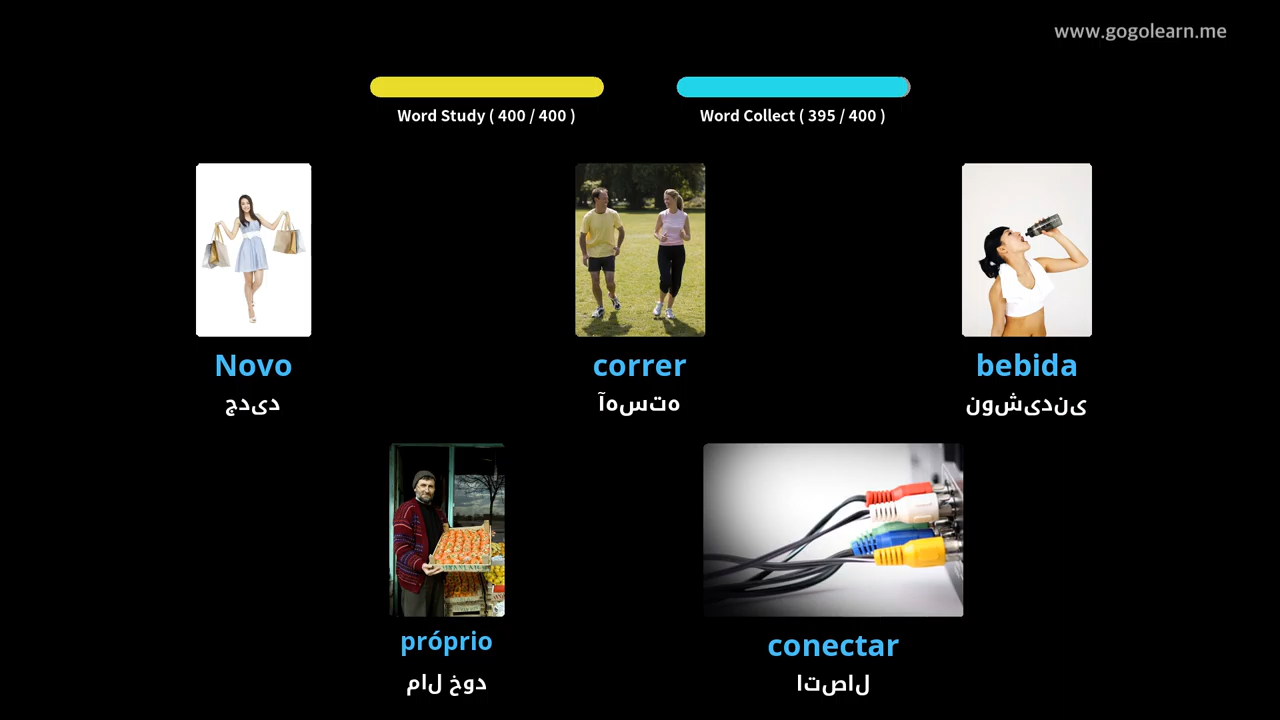 www.gogolearn.me
Word Study ( 400 / 400 )
Word Collect ( 395 / 400 )
Novo
دیدج
correr
هتسهآ
bebida
یندیشون
próprio
دوخ لام
conectar
لاصتا